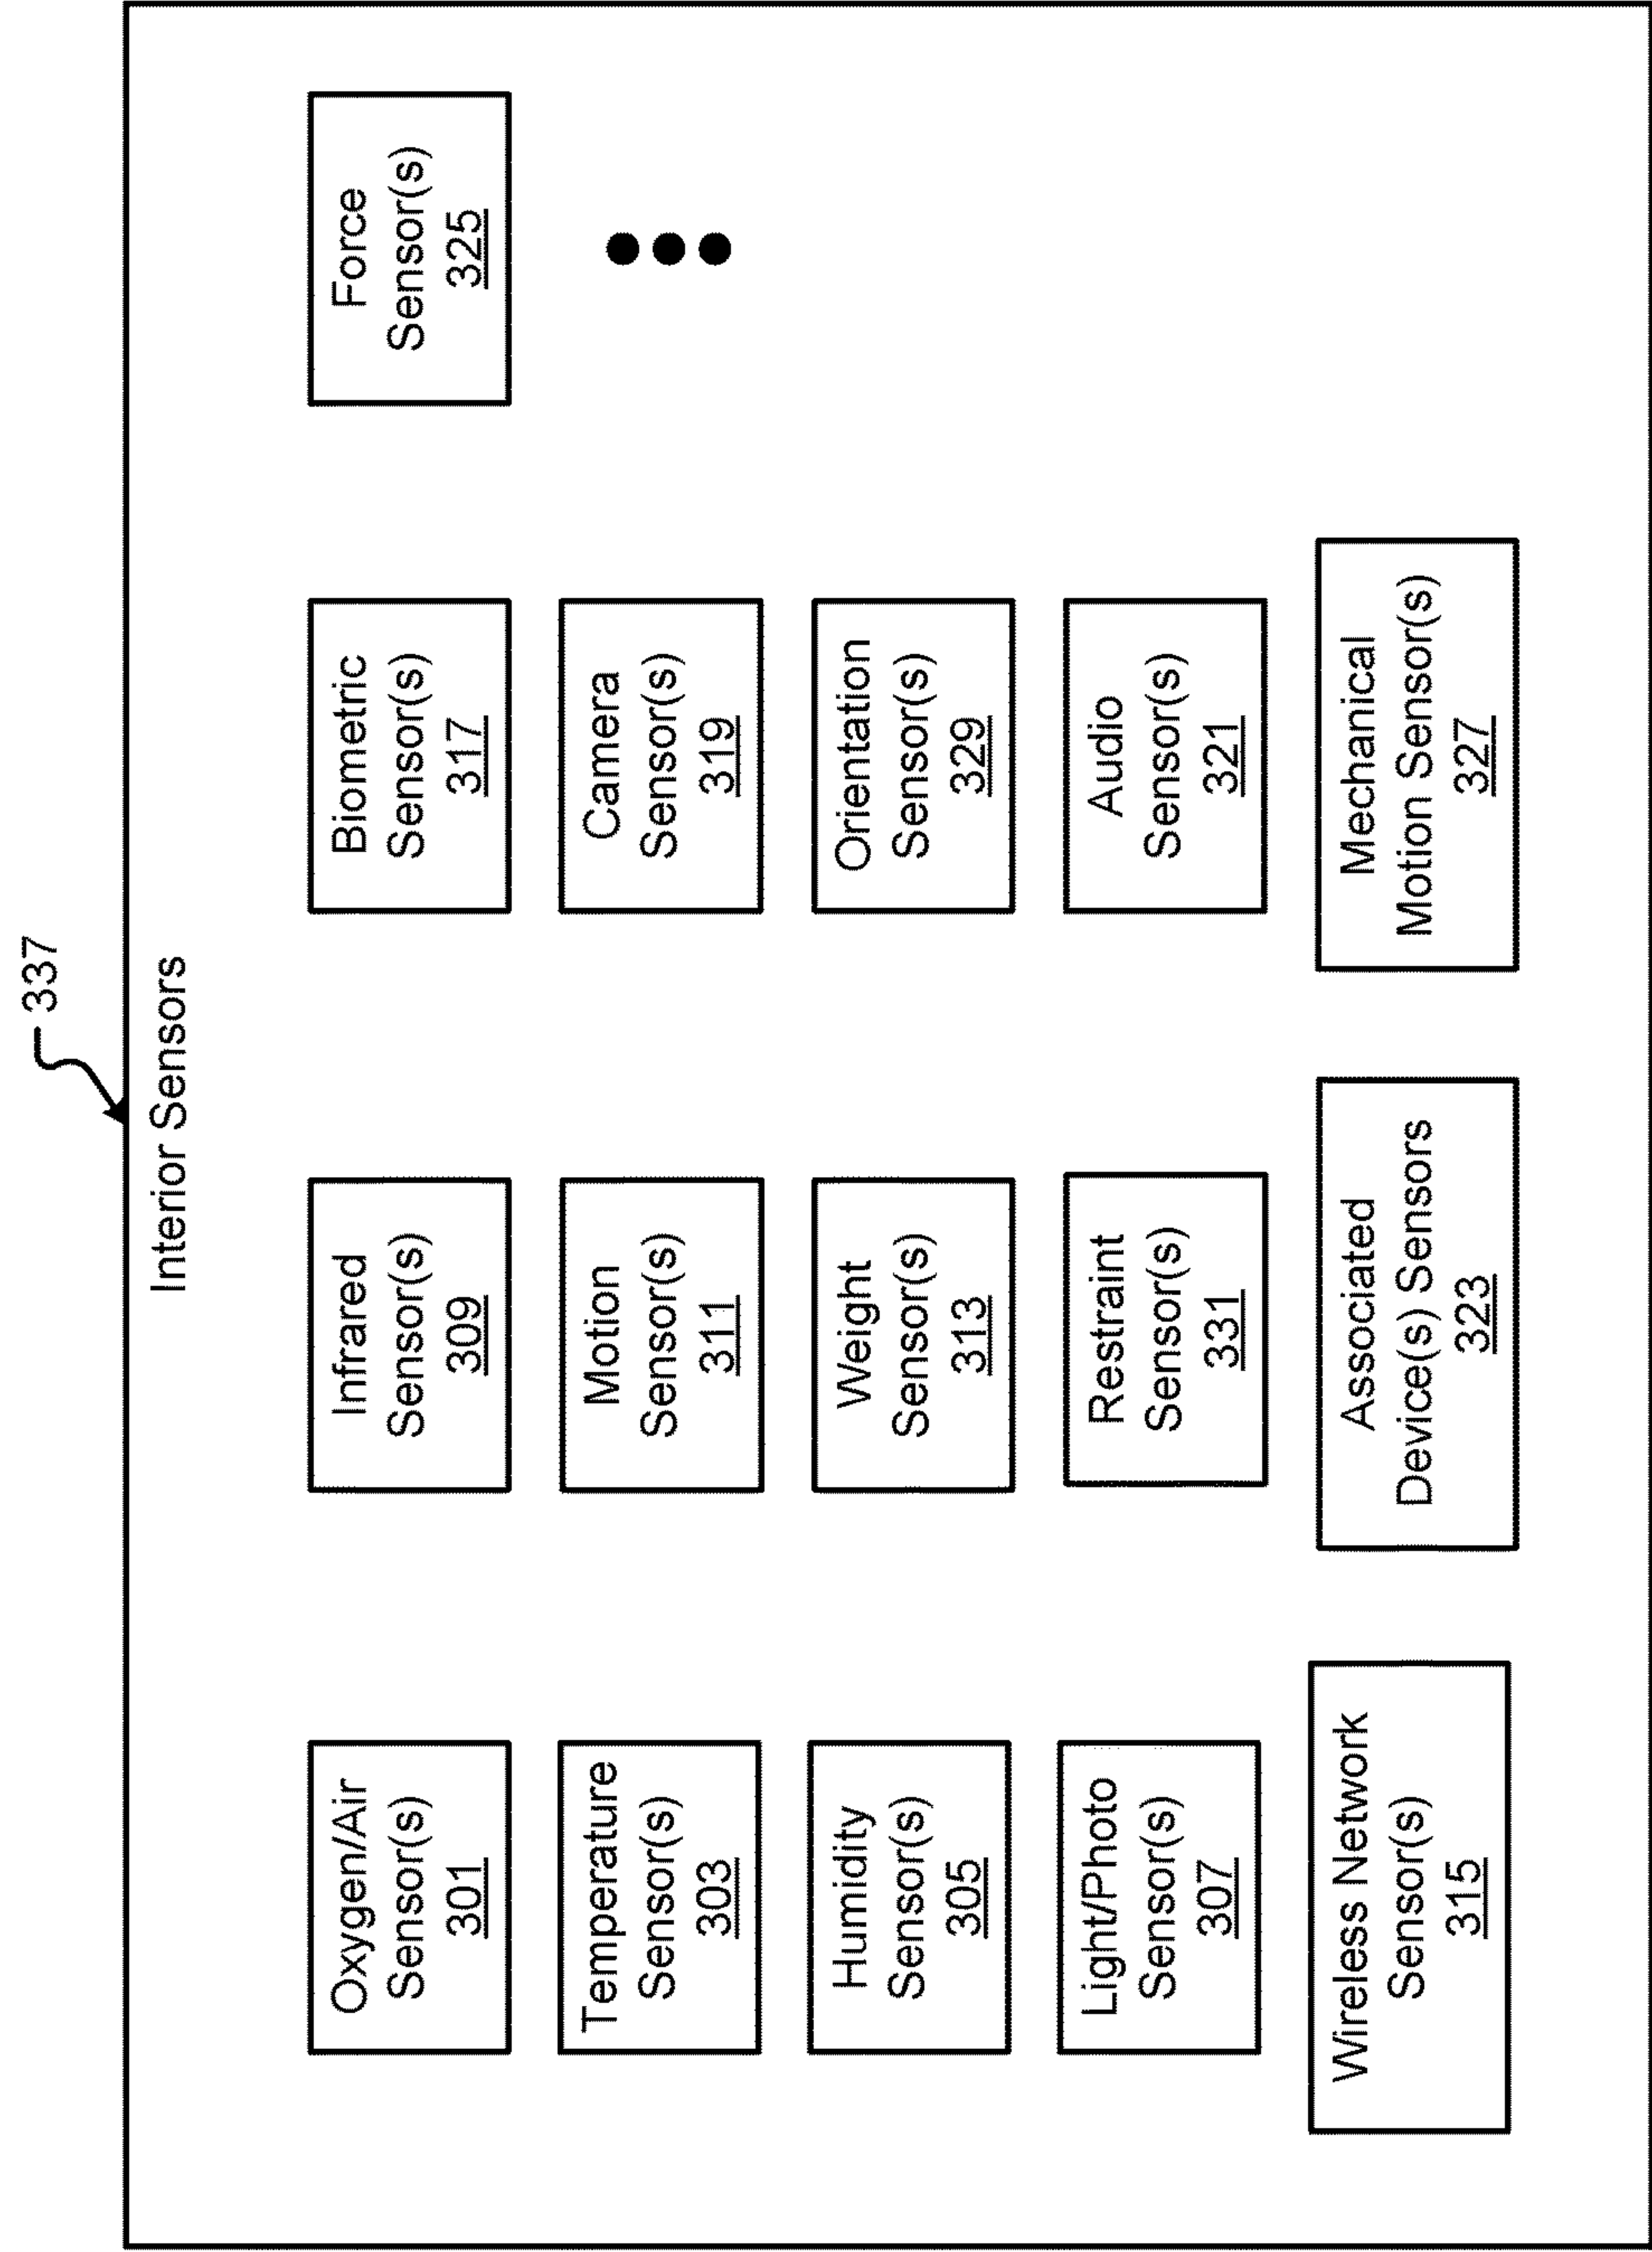 337
Interior Sensors
Oxygen/Air
Sensor(s)
301
Temperature
Sensor(s)
303
Humidity
Sensor(s)
305
Light/Photo
Sensor(s)
307
Wireless Network
Sensor(s)
315
Infrared
Sensor(s)
309
Motion
Sensor(s)
311
Weight
Sensor(s)
313
Restraint
Sensor(s)
331
Associated
Device(s) Sensors
323
Biometric
Sensor(s)
317
Camera
Sensor(s)
319
Orientation
Sensor(s)
329
Audio
Sensor(s)
321
Mechanical
Motion Sensor(s)
327
Force
Sensor(s)
325